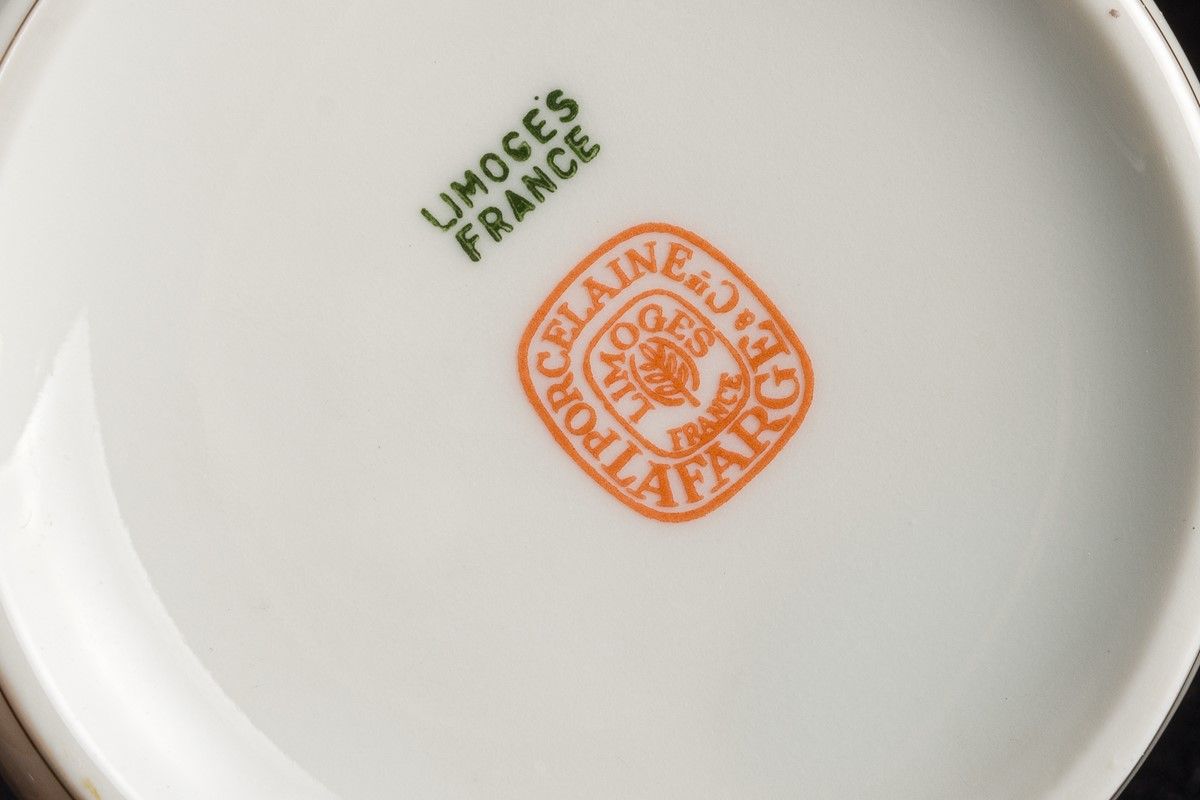 LIMOGES
FRANCE
PORCELAINE
LAFARGE & Cie
LIMOGES
FRANCE